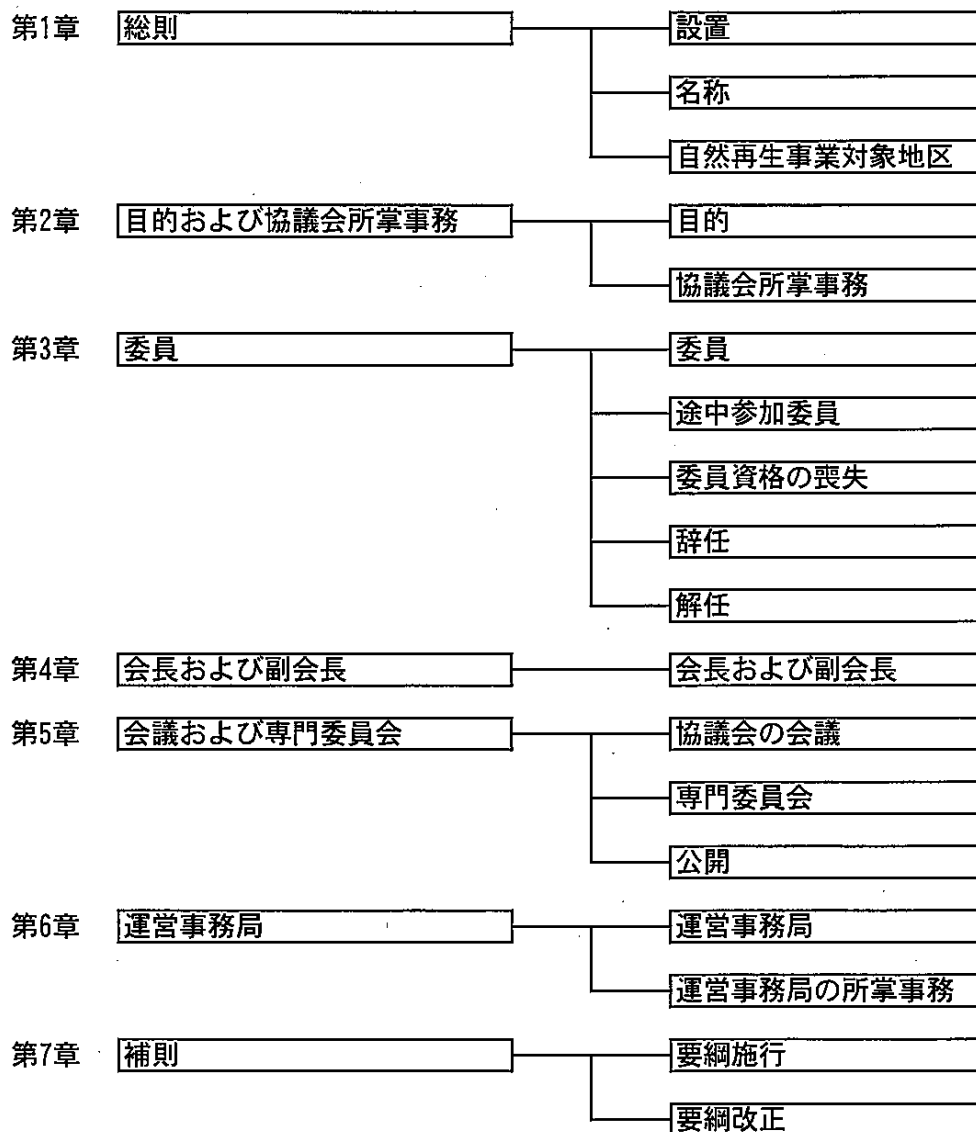 第1章 総則 設置
名称
自然再生事業対象地区
第2章 目的および協議会所掌事務 目的
協議会所掌事務
第3章 委員 委員
途中参加委員
委員資格の喪失
辞任
解任
第4章 会長および副会長 会長および副会長
第5章 会議および専門委員会 協議会の会議
専門委員会
公開
第6章 運営事務局 運営事務局
運営事務局の所掌事務
第7章 補則 要綱施行
要綱改正